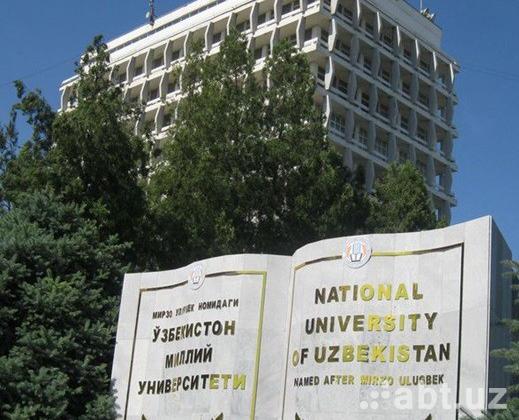 МИРЗО УЛУҒБЕК НОМИДАГИ
ЎЗБЕКИСТОН
МИЛЛИЙ
УНИВЕРСИТЕТИ
NATIONAL
UNIVERSITY
OF UZBEKISTAN
NAMED AFTER MIRZO ULUGBEK
abt.uz